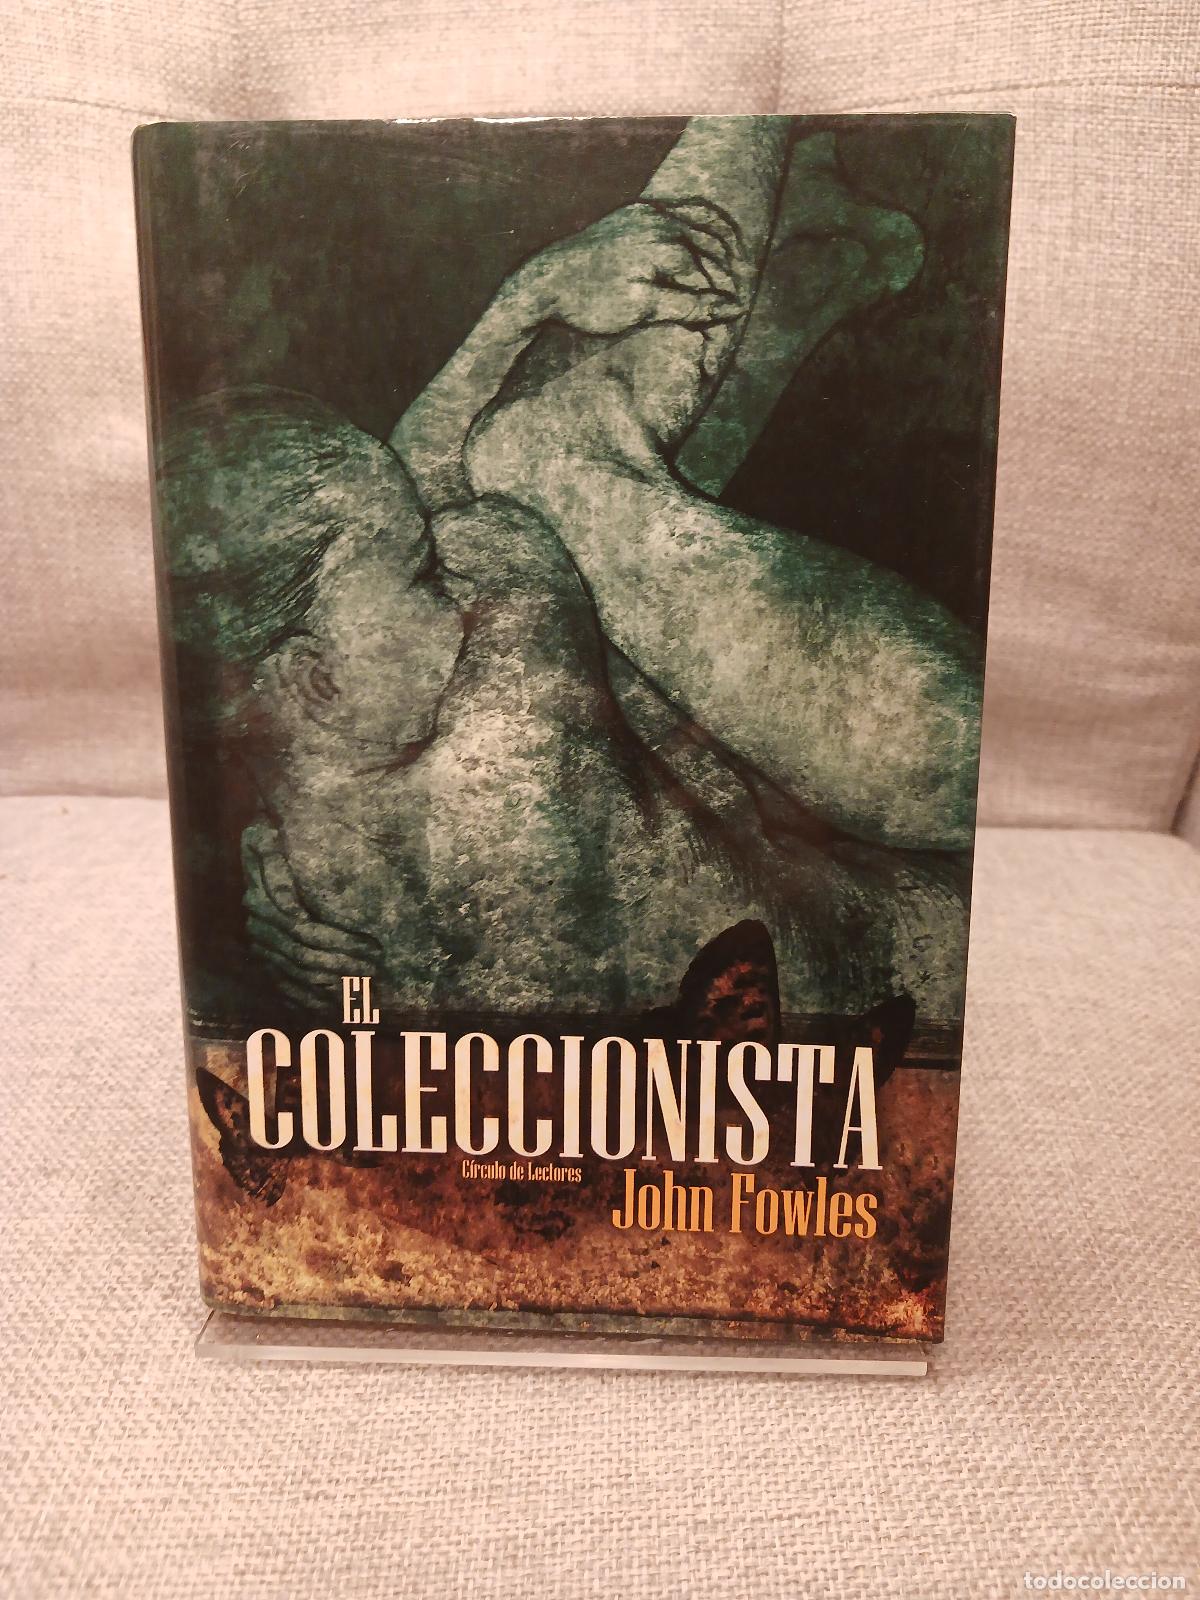 EL
COLECCIONISTA
Círculo de Lectores
John Fowles
todocoleccion